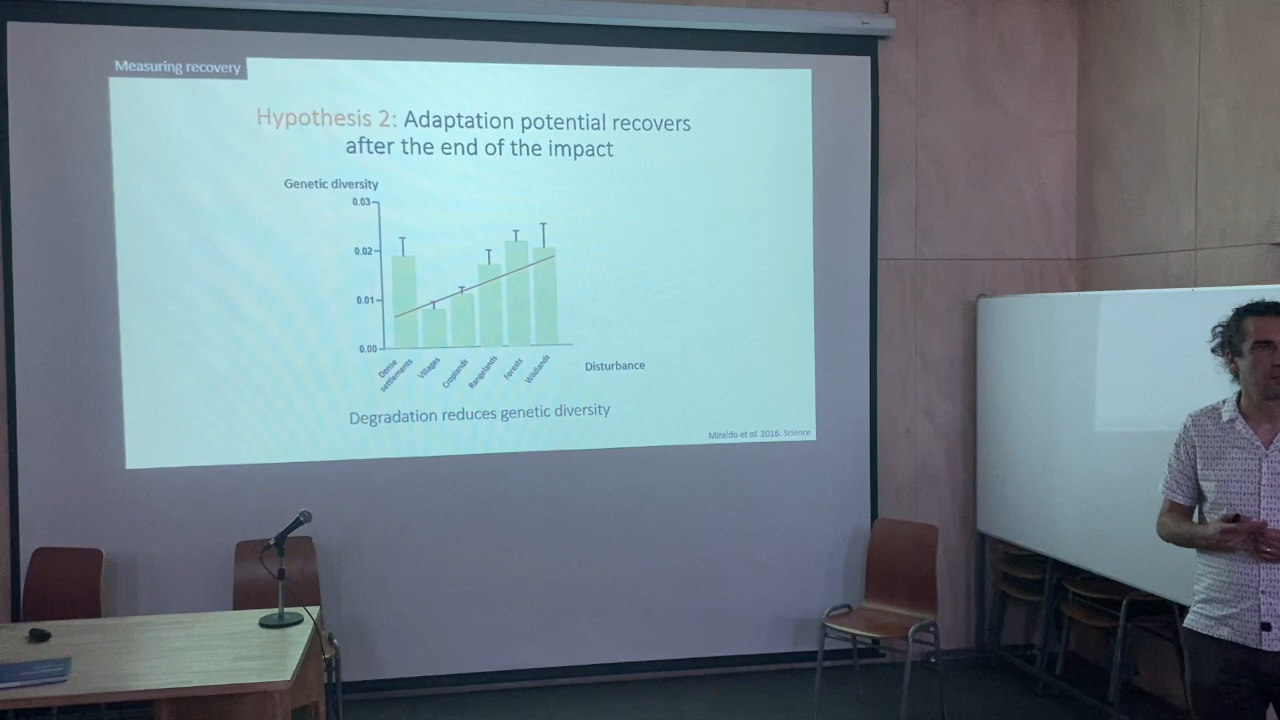 Measuring recovery
Hypothesis 2: Adaptation potential recovers
after the end of the impact
Genetic diversity
0.03
0.02
0.01
0.00
Dense
settlements
Villages
Croplands
Rangelands
Forests
Wildlands
Disturbance
Degradation reduces genetic diversity
Miraldo et al. 2016. Science